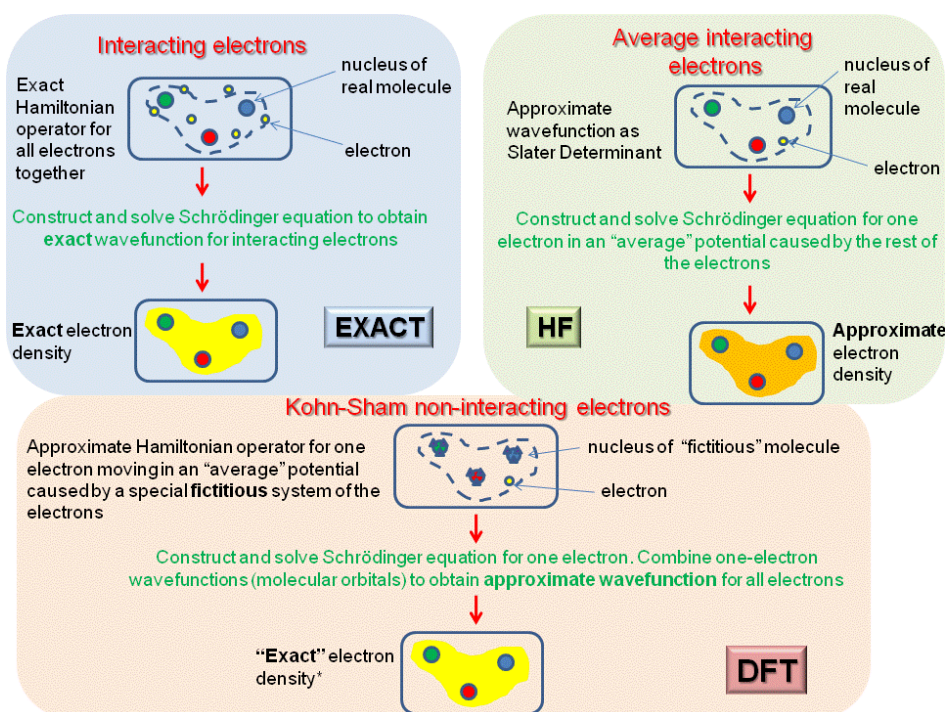 Interacting electrons
Exact
Hamiltonian
operator for
all electrons
together
nucleus of
real molecule
electron
Construct and solve Schrödinger equation to obtain
exact wavefunction for interacting electrons
Exact electron
density
EXACT
Average interacting
electrons
Approximate
wavefunction as
Slater Determinant
nucleus of
real
molecule
electron
Construct and solve Schrödinger equation for one
electron in an “average” potential caused by the rest of
the electrons
HF
Approximate
electron
density
Kohn-Sham non-interacting electrons
Approximate Hamiltonian operator for one
electron moving in an “average” potential
caused by a special fictitious system of the
electrons
nucleus of “fictitious” molecule
electron
Construct and solve Schrödinger equation for one electron. Combine one-electron
wavefunctions (molecular orbitals) to obtain approximate wavefunction for all electrons
“Exact” electron
density*
DFT